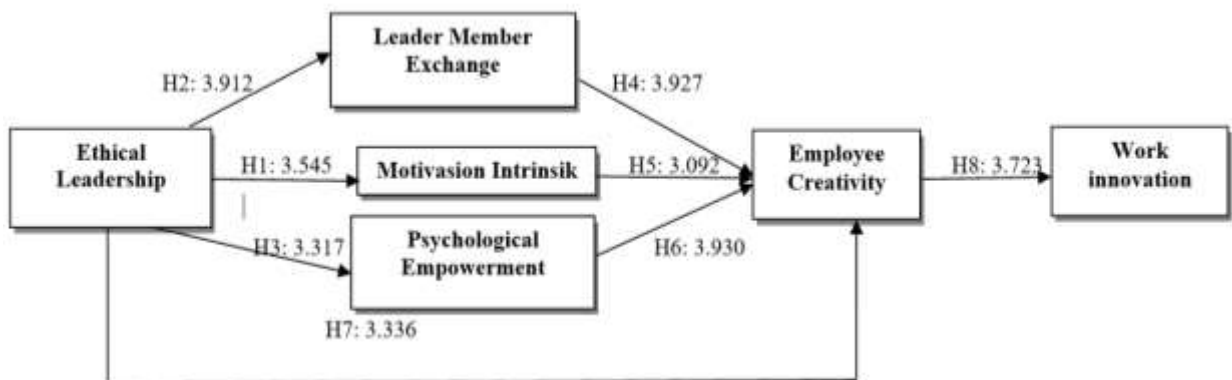 Leader Member
Exchange
H2: 3.912
H4: 3.927
Ethical
Leadership
H1: 3.545
Motivasion Intrinsik
H5: 3.092
Employee
Creativity
H8: 3.723
Work
innovation
H3: 3.317
Psychological
Empowerment
H6: 3.930
H7: 3.336